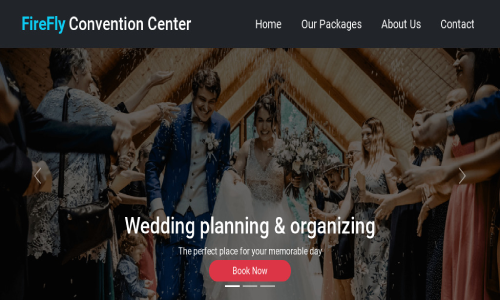 FireFly Convention Center
Home
Our Packages
About Us
Contact
Wedding planning & organizing
The perfect place for your memorable day
Book Now